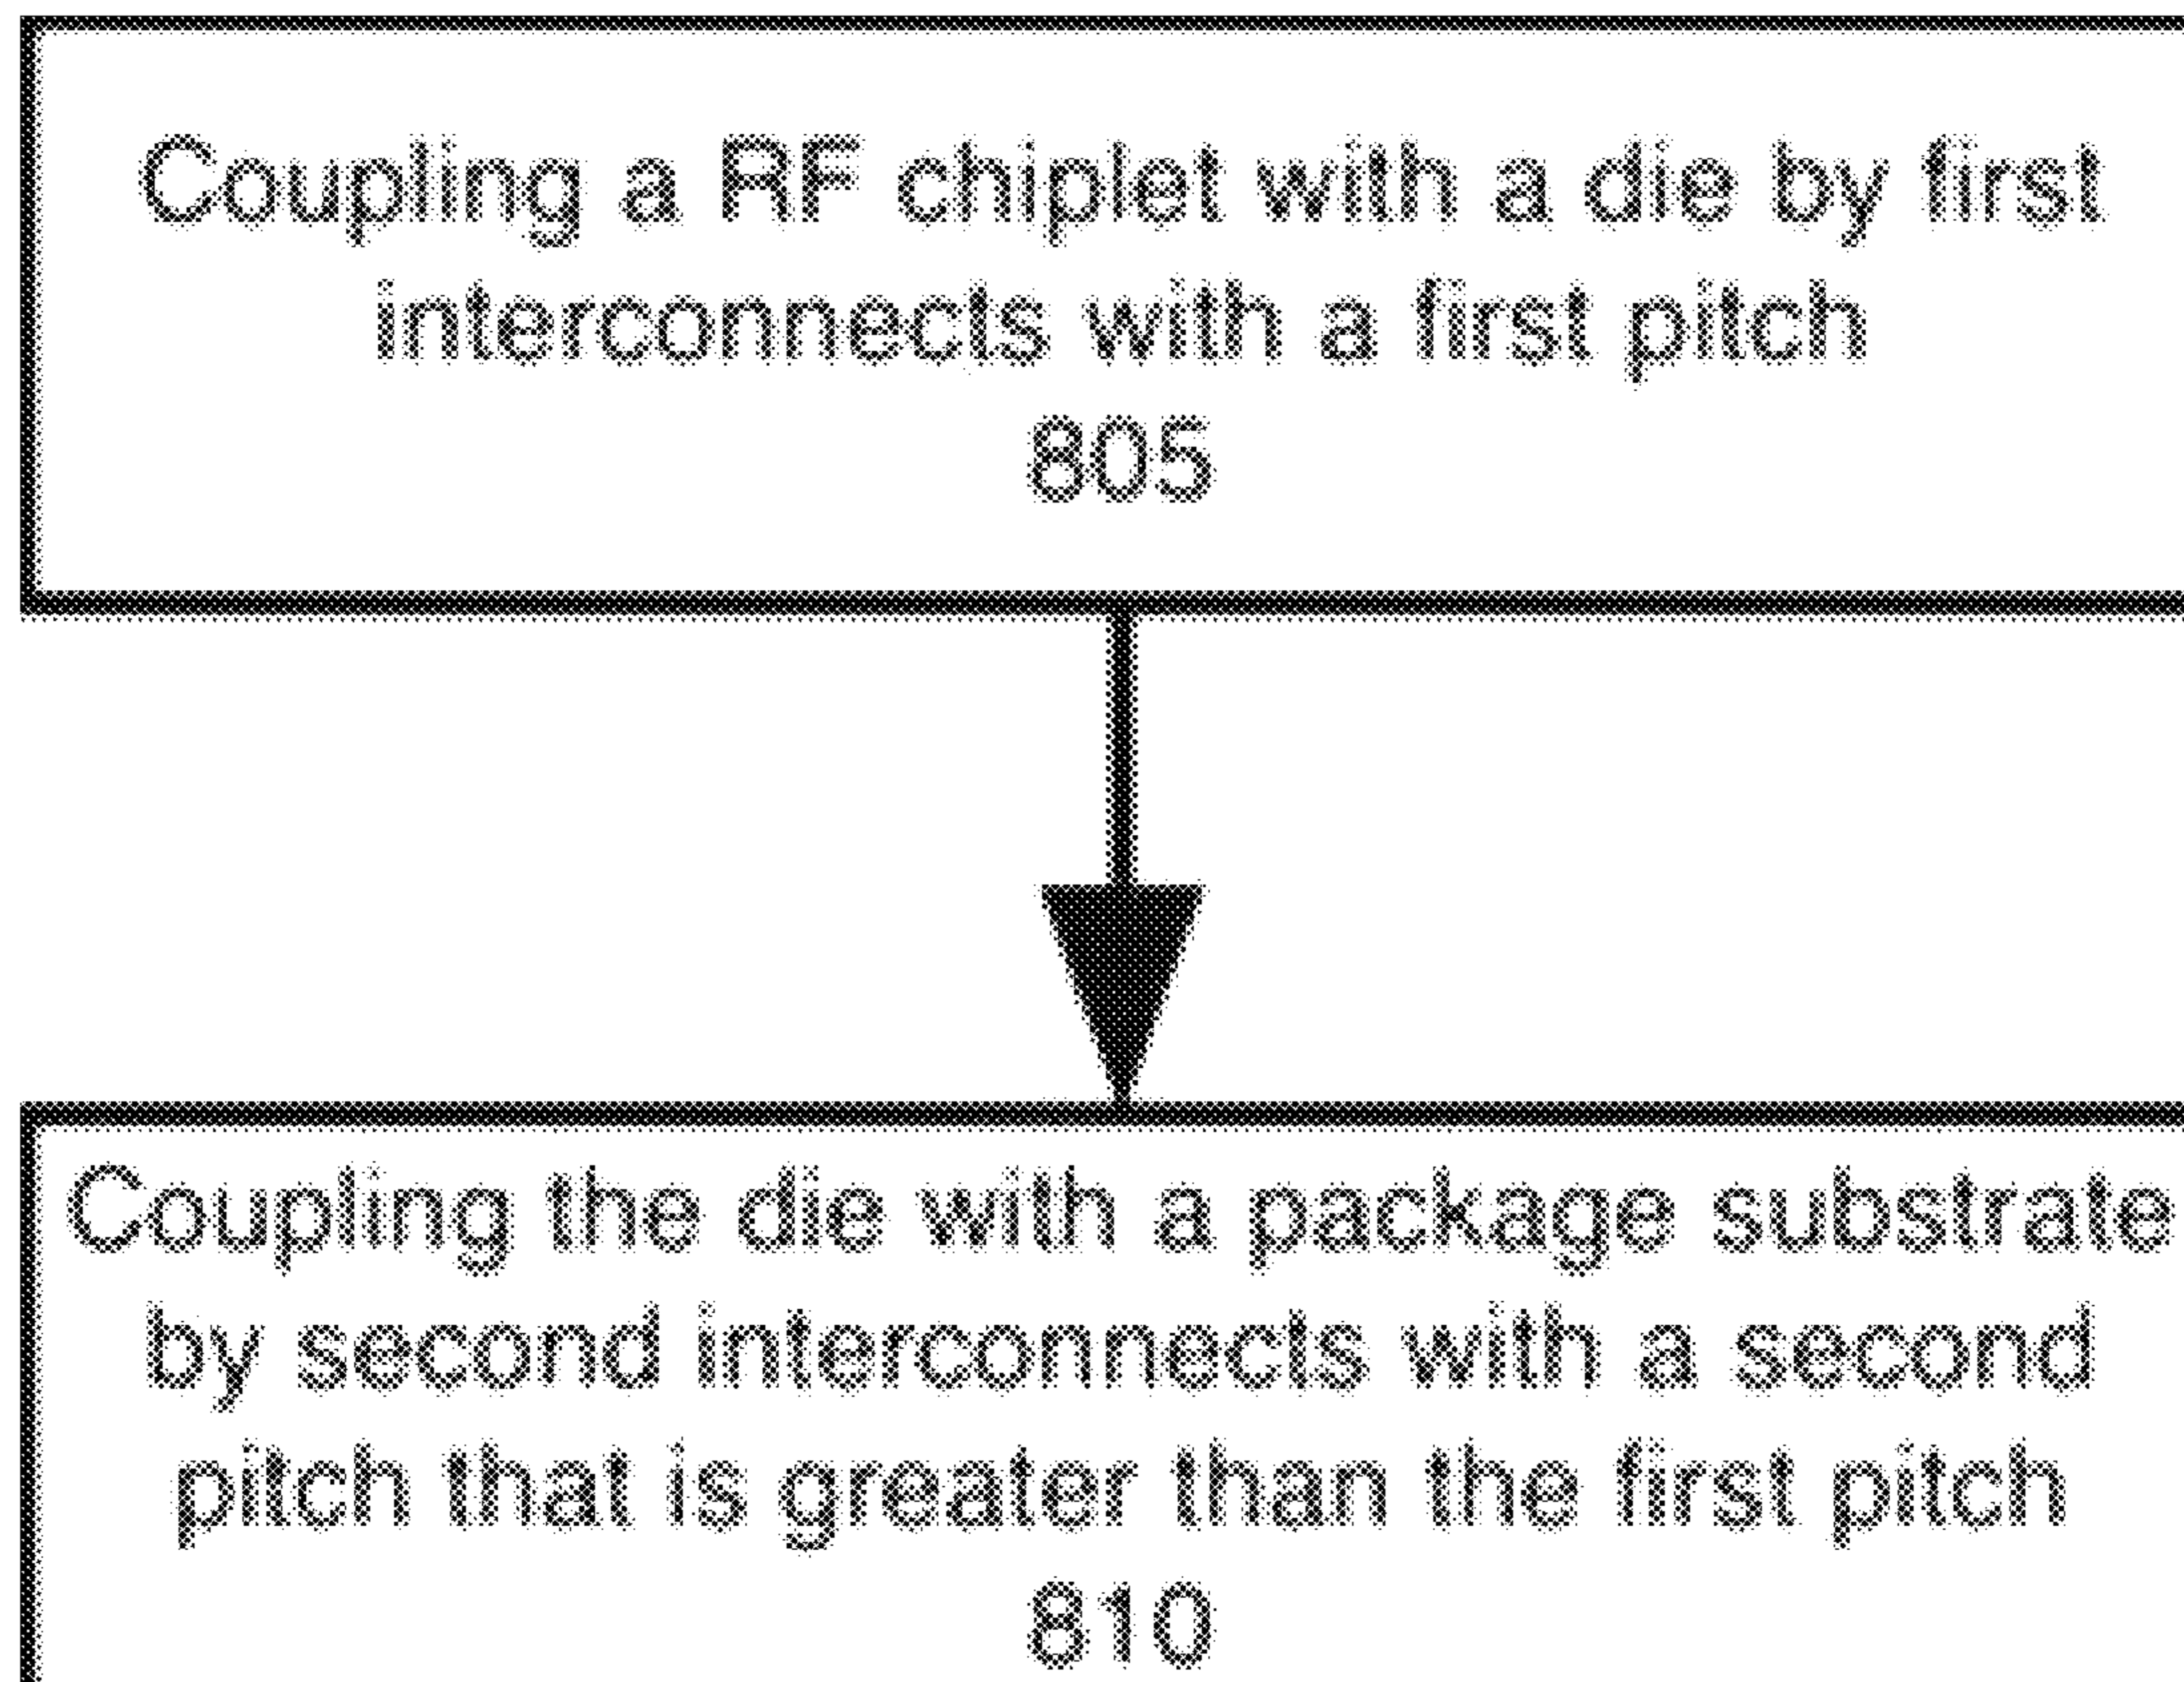 Coupling a RF chiplet with a die by first
interconnects with a first pitch
805
Coupling the die with a package substrate
by second interconnects with a second
pitch that is greater than the first pitch
810